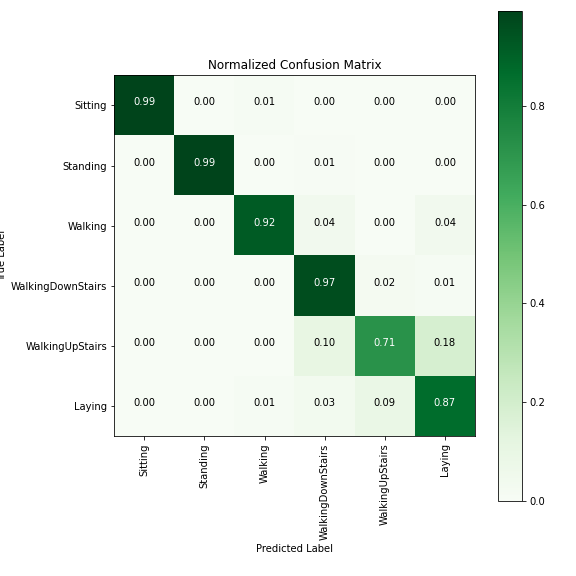 Normalized Confusion Matrix
Sitting 0.99 0.00 0.01 0.00 0.00 0.00
Standing 0.00 0.99 0.00 0.01 0.00 0.00
Walking 0.00 0.00 0.92 0.04 0.00 0.04
WalkingDownStairs 0.00 0.00 0.00 0.97 0.02 0.01
WalkingUpStairs 0.00 0.00 0.00 0.10 0.71 0.18
Laying 0.00 0.00 0.01 0.03 0.09 0.87
Sitting
Standing
Walking
WalkingDownStairs
WalkingUpStairs
Laying
Predicted Label
0.8
0.6
0.4
0.2
0.0